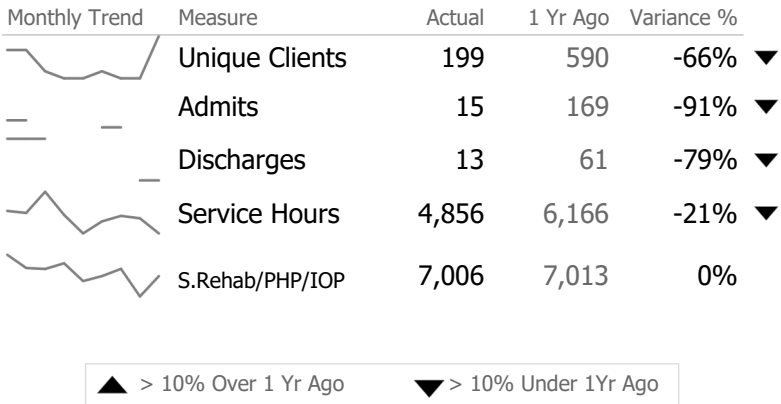 Monthly Trend Measure Actual 1 Yr Ago Variance %
Unique Clients 199 590 -66% ▼
Admits 15 169 -91% ▼
Discharges 13 61 -79% ▼
Service Hours 4,856 6,166 -21% ▼
S.Rehab/PHP/IOP 7,006 7,013 0%
▲ > 10% Over 1 Yr Ago ▼ > 10% Under 1Yr Ago